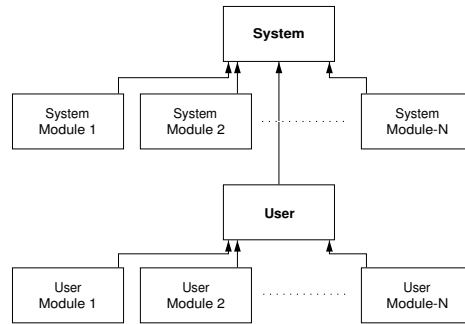 System
System
Module 1
System
Module 2
System
Module-N
User
User
Module 1
User
Module 2
User
Module-N